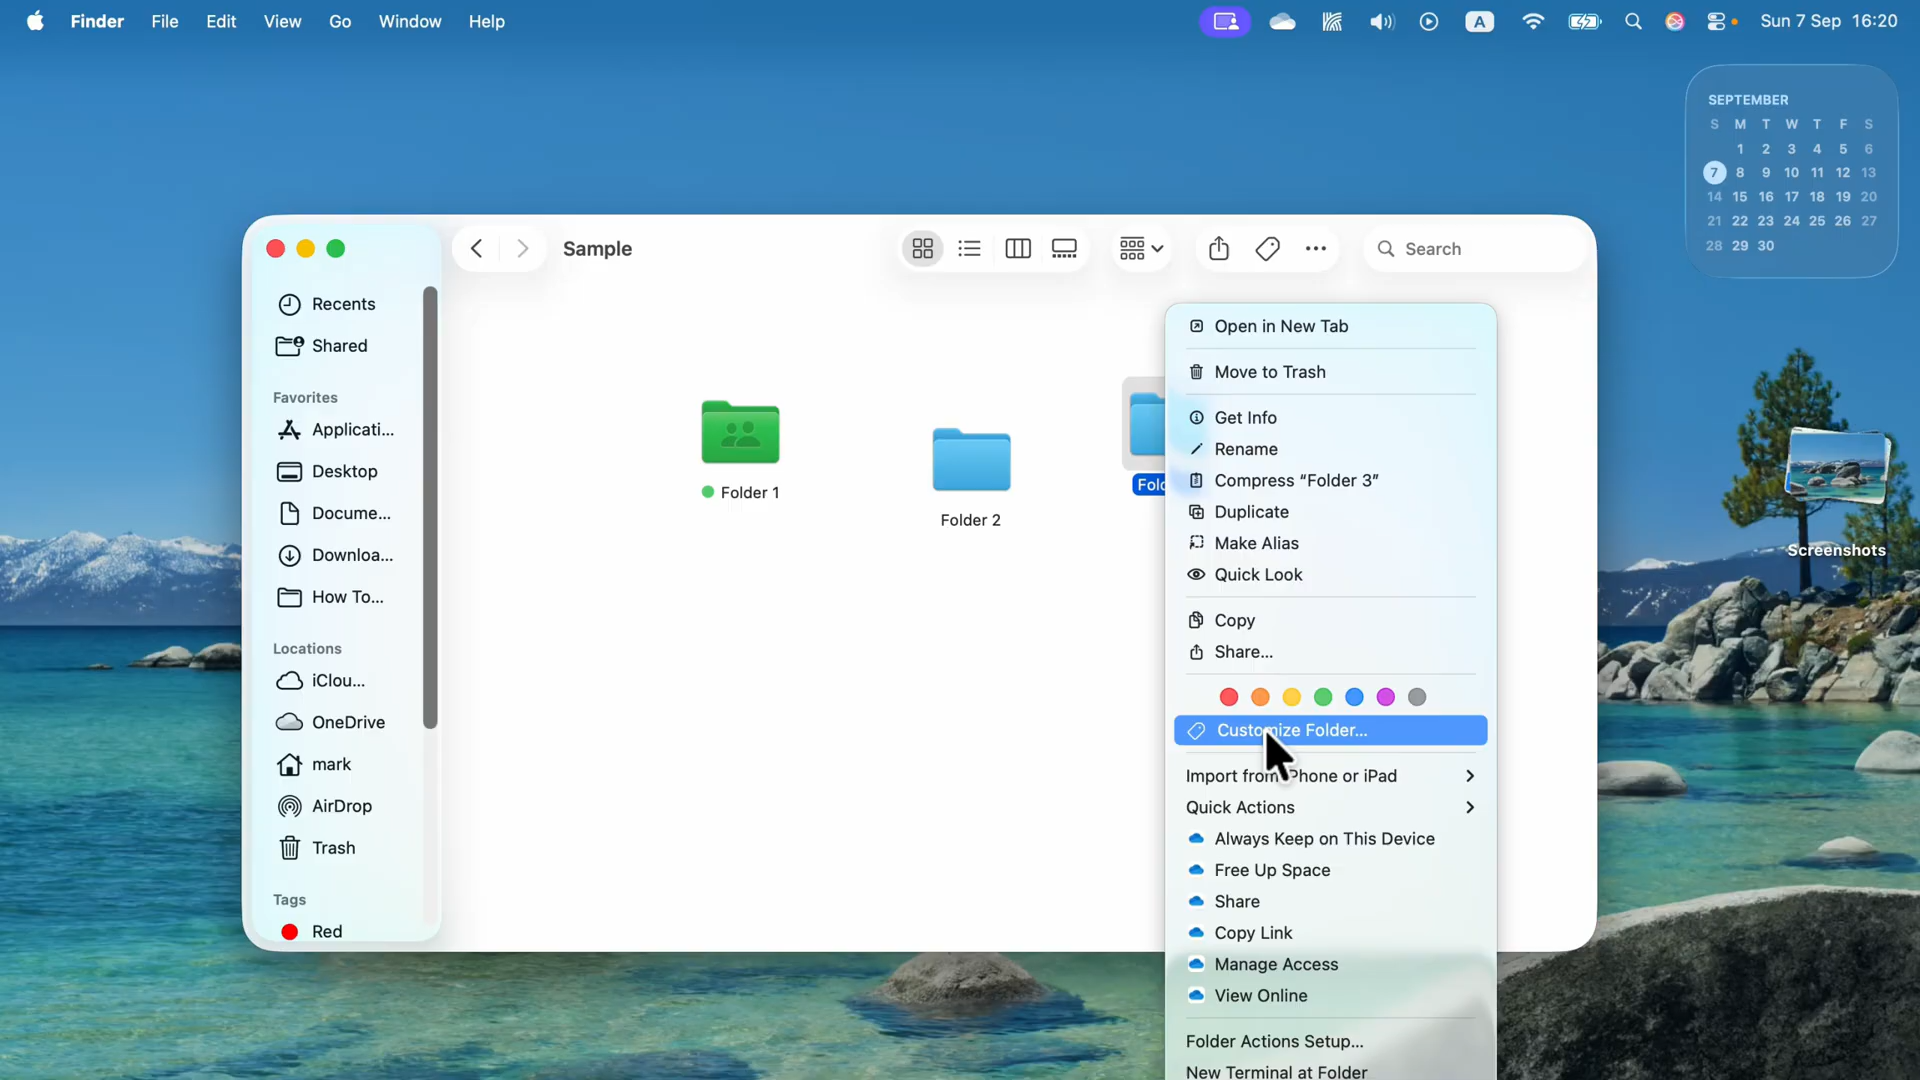 Finder File Edit View Go Window Help A Sun 7 Sep 16:20
SEPTEMBER
S M T W T F S
1 2 3 4 5 6
7 8 9 10 11 12 13
14 15 16 17 18 19 20
21 22 23 24 25 26 27
28 29 30
Sample
Search
Recents
Shared
Favorites
Applicati...
Desktop
Docume...
Downloa...
How To...
Locations
iClou...
OneDrive
mark
AirDrop
Trash
Tags
Red
Folder 1
Folder 2
Open in New Tab
Move to Trash
Get Info
Rename
Compress “Folder 3”
Duplicate
Make Alias
Quick Look
Copy
Share...
Customize Folder...
Import from iPhone or iPad
Quick Actions
Always Keep on This Device
Free Up Space
Share
Copy Link
Manage Access
View Online
Folder Actions Setup...
New Terminal at Folder
Screenshots